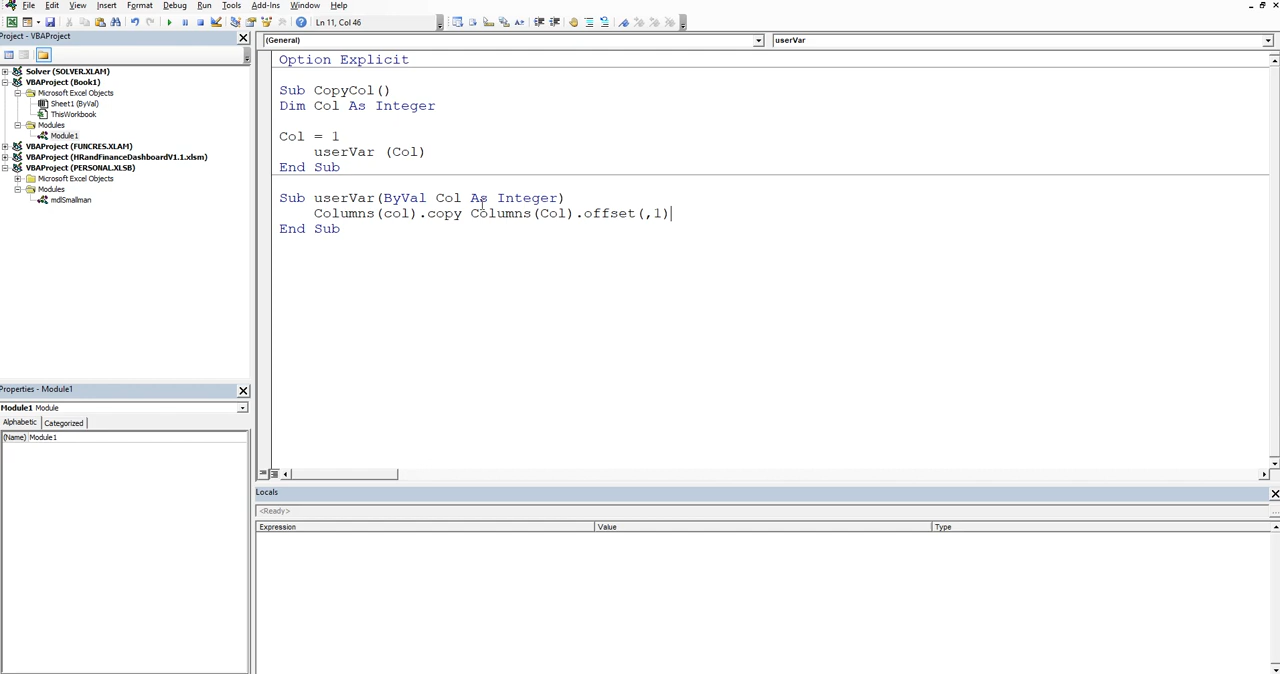 File Edit View Insert Format Debug Run Tools Add-Ins Window Help
Ln 11, Col 46
Project - VBAProject
(General) userVar
Option Explicit
Sub CopyCol()
Dim Col As Integer
Col = 1
userVar (Col)
End Sub
Sub userVar(ByVal Col As Integer)
Columns(col).copy Columns(Col).offset(,1)
End Sub
Solver (SOLVER.XLAM)
VBAProject (Book1)
Microsoft Excel Objects
Sheet1 (ByVal)
ThisWorkbook
Modules
Module1
VBAProject (FUNCRES.XLAM)
VBAProject (HRandFinanceDashboardV1.1.xlsm)
VBAProject (PERSONAL.XLSB)
Microsoft Excel Objects
Modules
mdlSmallman
Properties - Module1
Module1 Module
Alphabetic Categorized
(Name) Module1
Locals
<Ready>
Expression Value Type